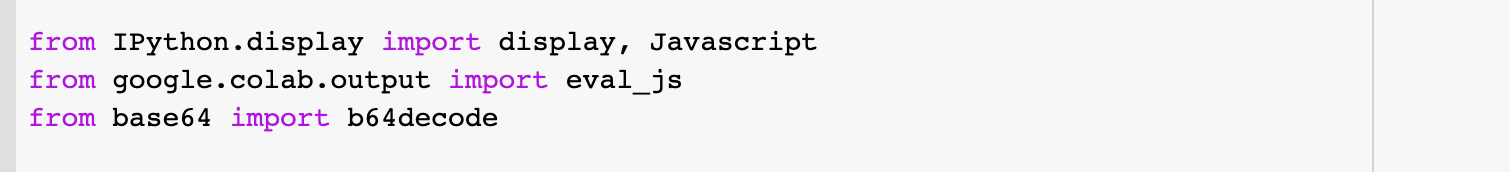 from IPython.display import display, Javascript
from google.colab.output import eval_js
from base64 import b64decode